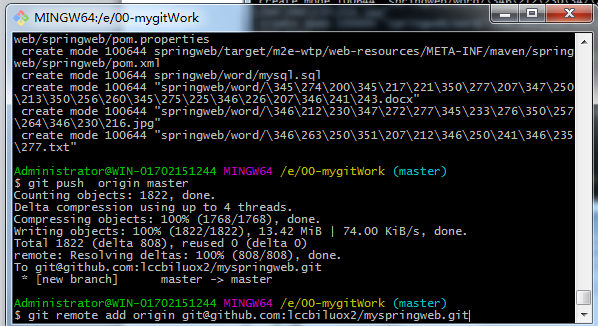 MINGW64:/e/00-mygitWork
web/springweb/pom.properties
 create mode 100644 springweb/target/m2e-wtp/web-resources/META-INF/maven/spring
web/springweb/pom.xml
 create mode 100644 springweb/word/mysql.sql
 create mode 100644 "springweb/word/\345\274\200\345\217\221\350\277\207\347\250
\213\350\256\260\345\275\225\346\226\207\346\241\243.docx"
 create mode 100644 "springweb/word/\346\212\230\347\272\277\345\233\276\350\257
\264\346\230\216.jpg"
 create mode 100644 "springweb/word/\346\263\250\351\207\212\346\250\241\346\235
\277.txt"
Administrator@WIN-01702151244 MINGW64 /e/00-mygitWork (master)
$ git push  origin master
Counting objects: 1822, done.
Delta compression using up to 4 threads.
Compressing objects: 100% (1768/1768), done.
Writing objects: 100% (1822/1822), 13.42 MiB | 74.00 KiB/s, done.
Total 1822 (delta 808), reused 0 (delta 0)
remote: Resolving deltas: 100% (808/808), done.
To git@github.com:lccbiluox2/myspringweb.git
 * [new branch]      master -> master
Administrator@WIN-01702151244 MINGW64 /e/00-mygitWork (master)
$ git remote add origin git@github.com:lccbiluox2/myspringweb.git